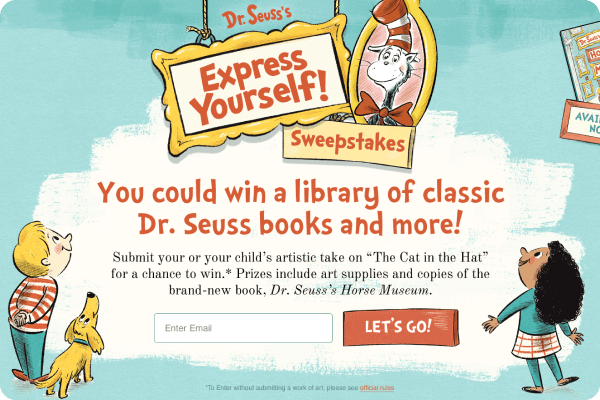 Dr. Seuss's
Express
Yourself!
Sweepstakes
You could win a library of classic
Dr. Seuss books and more!
Submit your or your child's artistic take on “The Cat in the Hat”
for a chance to win.* Prizes include art supplies and copies of the
brand-new book, Dr. Seuss's Horse Museum.
Enter Email
LET'S GO!
*To Enter without submitting a work of art, please see official rules